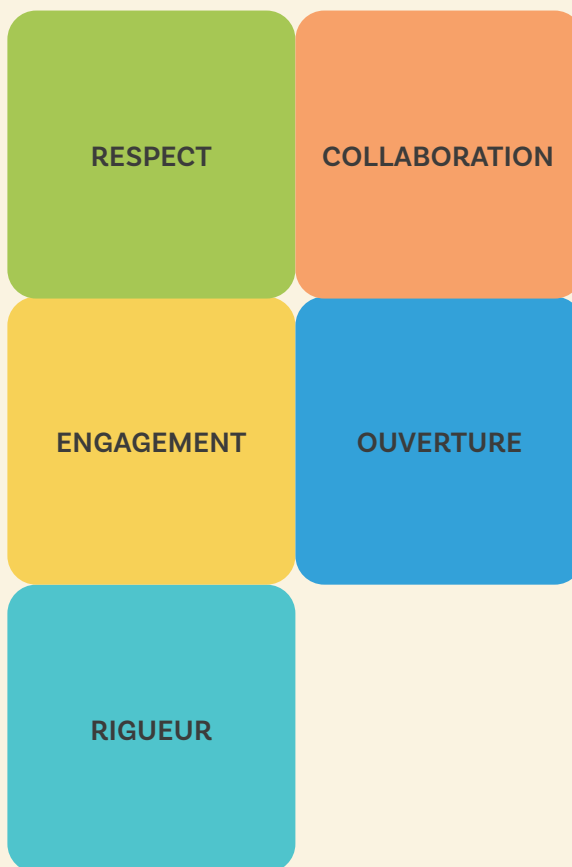 RESPECT
COLLABORATION
ENGAGEMENT
OUVERTURE
RIGUEUR